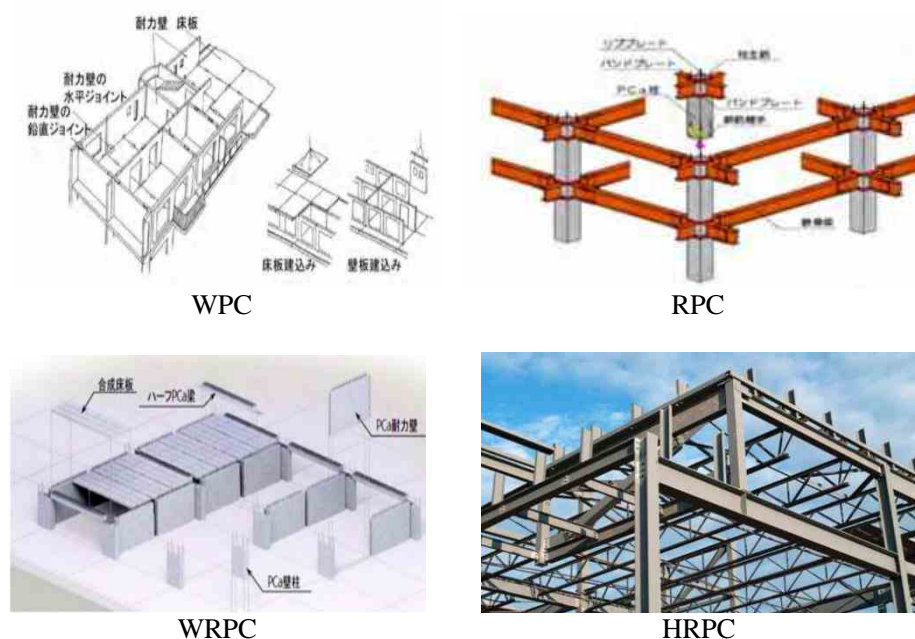 耐力壁 床板
耐力壁の
水平ジョイント
耐力壁の
鉛直ジョイント
床板建込み
壁板建込み
WPC
リブプレート
バンドプレート
PCa柱
柱主筋
バンドプレート
鉄筋継手
鉄骨梁
RPC
合成床板
ハーフPCa梁
PCa耐力壁
PCa壁柱
WRPC
HRPC